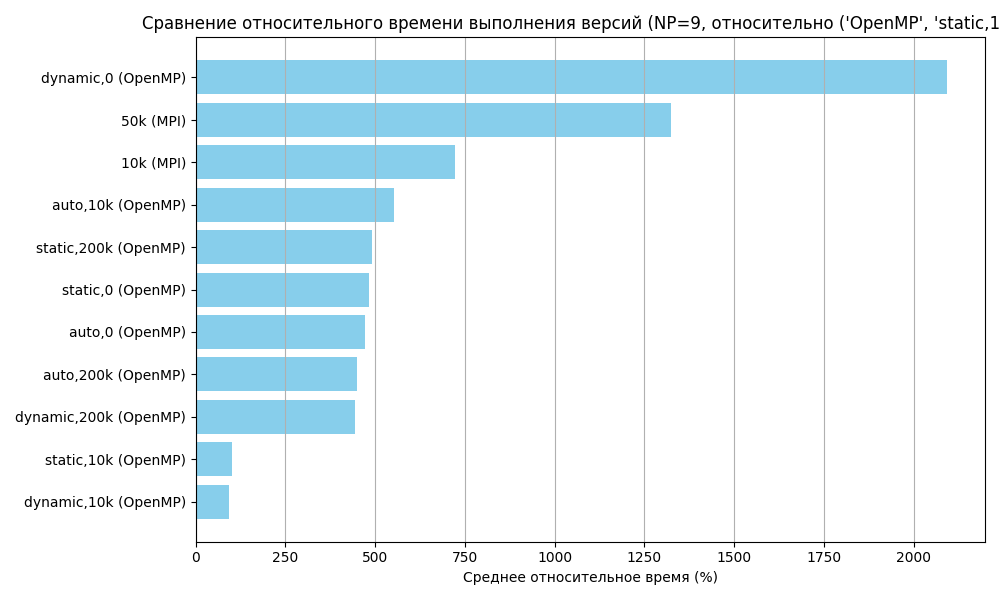 Сравнение относительного времени выполнения версий (NP=9, относительно ('OpenMP', 'static,1
dynamic,0 (OpenMP)
50k (MPI)
10k (MPI)
auto,10k (OpenMP)
static,200k (OpenMP)
static,0 (OpenMP)
auto,0 (OpenMP)
auto,200k (OpenMP)
dynamic,200k (OpenMP)
static,10k (OpenMP)
dynamic,10k (OpenMP)
0 250 500 750 1000 1250 1500 1750 2000
Среднее относительное время (%)